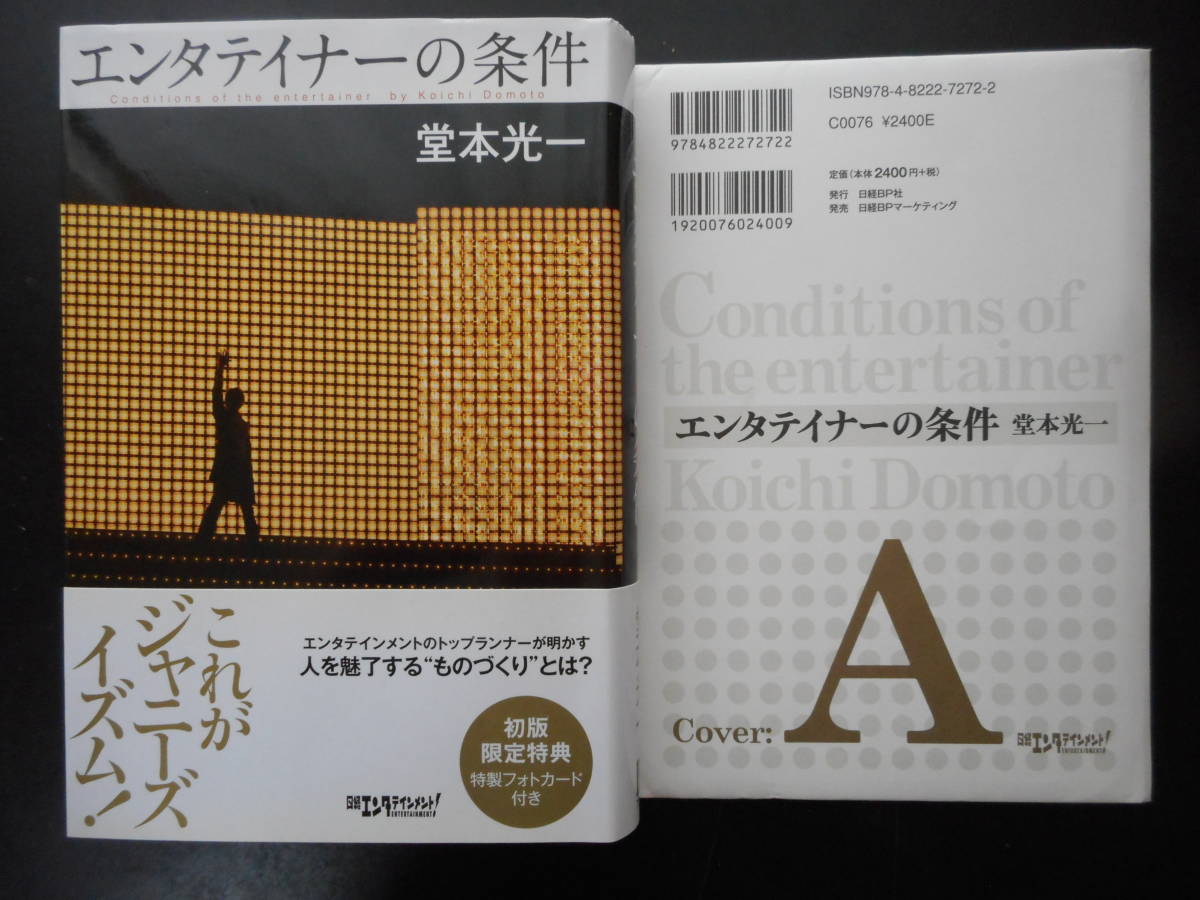 エンタテイナーの条件
Conditions of the entertainer by Koichi Domoto
堂本光一
これが
ジャニーズ
イズム!
エンタテインメントのトップランナーが明かす
人を魅了する“ものづくり”とは?
初版
限定特典
特製フォトカード
付き
日経エンタテインメント!
ENTERTAINMENT!
ISBN978-4-8222-7272-2
C0076 ¥2400E
9784822272722
定価(本体2400円+税)
発行 日経BP社
発売 日経BPマーケティング
1920076024009
Conditions of
the entertainer
エンタテイナーの条件 堂本光一
Koichi Domoto
Cover:
A
日経エンタテインメント!
ENTERTAINMENT!